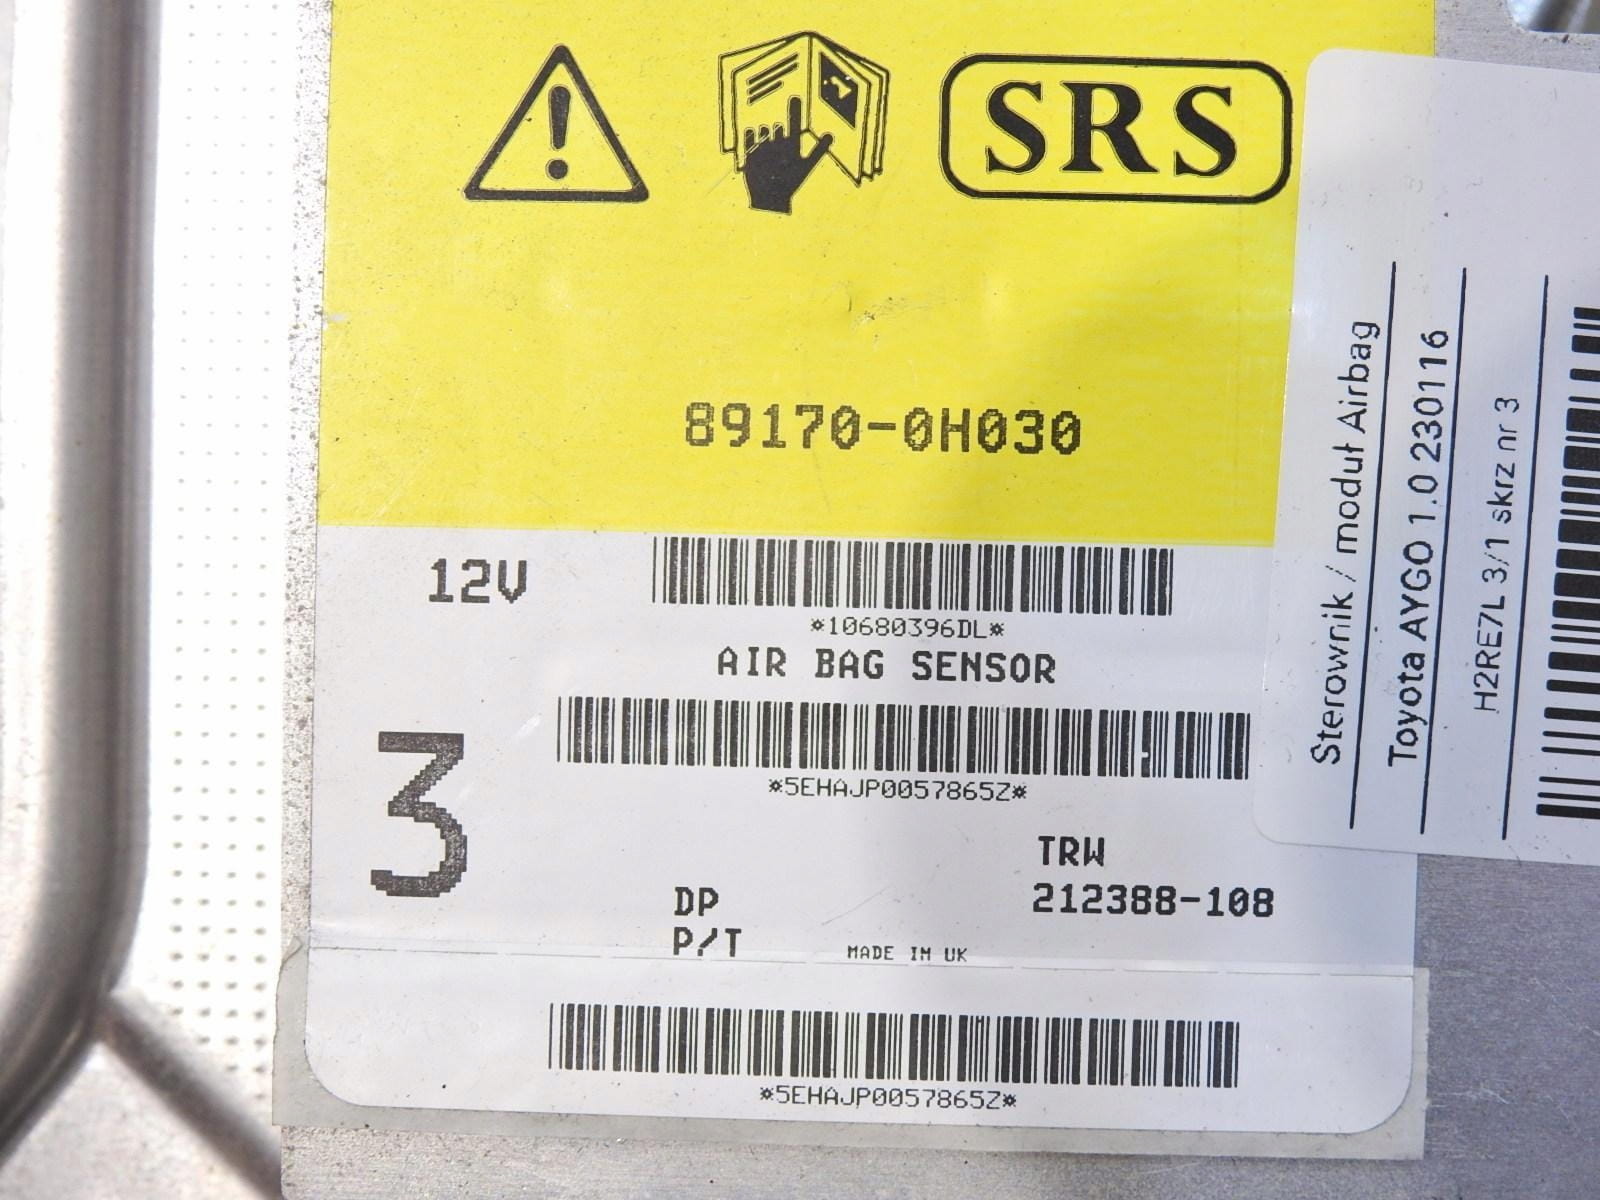 SRS
89170-0H030
12V
*10680396DL*
AIR BAG SENSOR
*5EHAJP0057865Z*
3
TRW
DP
212388-108
P/T
MADE IN UK
*5EHAJP0057865Z*
Sterownik / moduł Airbag
Toyota AYGO 1.0 230116
H2RE7L 3/1 skrz nr 3